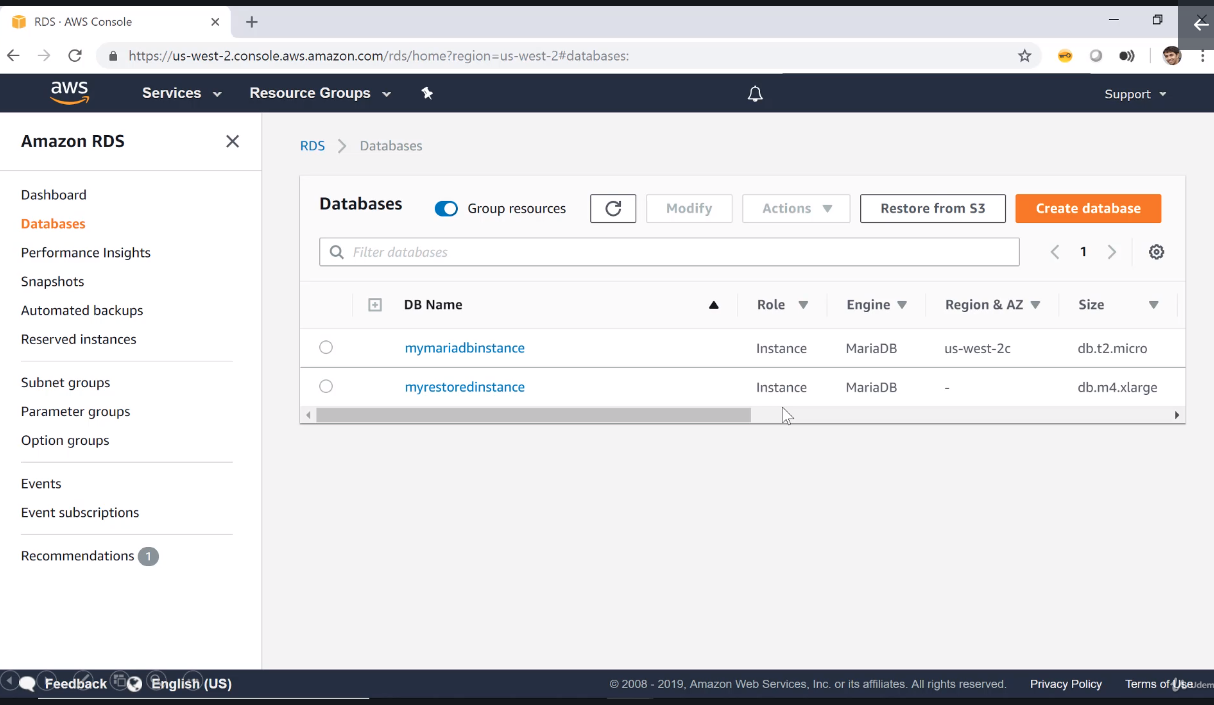 RDS · AWS Console
https://us-west-2.console.aws.amazon.com/rds/home?region=us-west-2#databases:
aws Services Resource Groups Support
Amazon RDS
Dashboard
Databases
Performance Insights
Snapshots
Automated backups
Reserved instances
Subnet groups
Parameter groups
Option groups
Events
Event subscriptions
Recommendations 1
RDS Databases
Databases Group resources Modify Actions Restore from S3 Create database
Filter databases 1
DB Name Role Engine Region & AZ Size
mymariadbinstance Instance MariaDB us-west-2c db.t2.micro
myrestoredinstance Instance MariaDB - db.m4.xlarge
Feedback English (US) © 2008 - 2019, Amazon Web Services, Inc. or its affiliates. All rights reserved. Privacy Policy Terms of Use